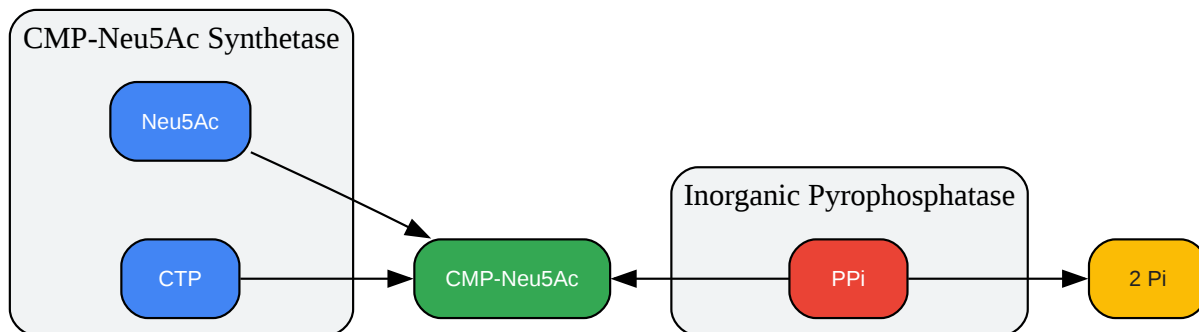 CMP-Neu5Ac Synthetase
Neu5Ac
Inorganic Pyrophosphatase
CTP
CMP-Neu5Ac
PPi
2 Pi